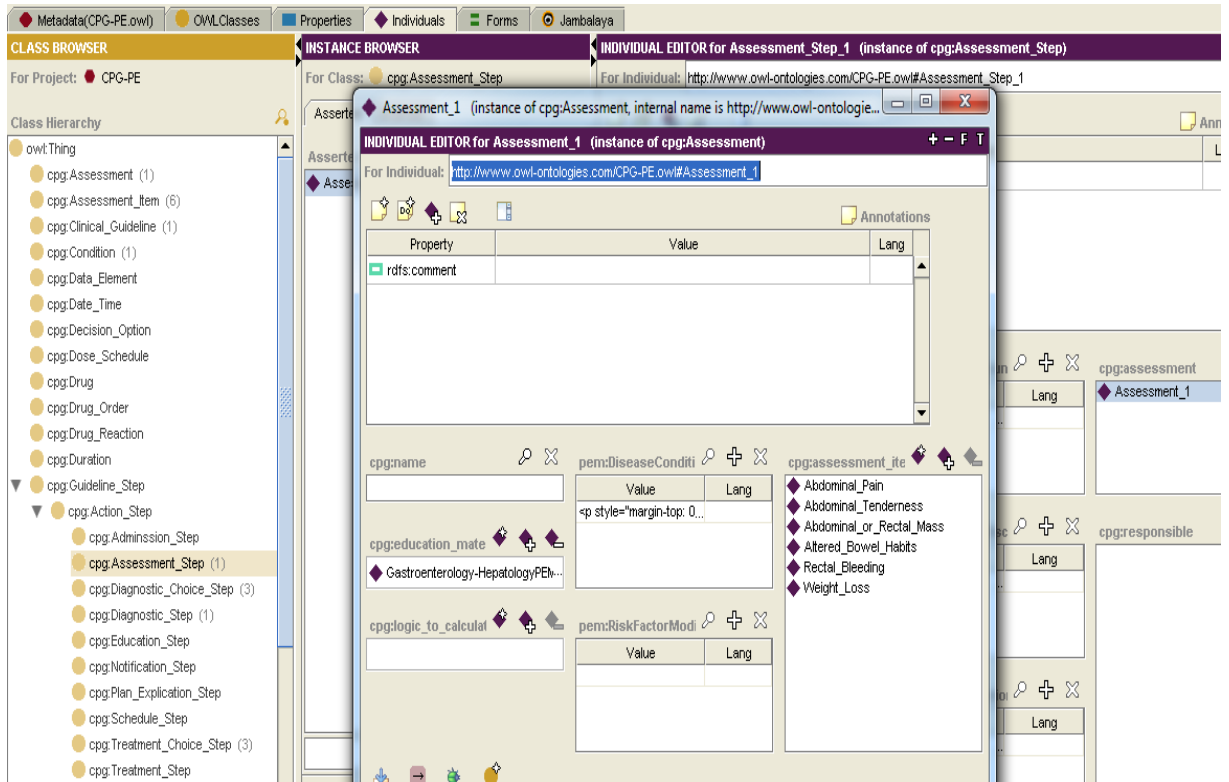 Metadata(CPG-PE.owl) OWLClasses Properties Individuals Forms Jambalaya
CLASS BROWSER
For Project: CPG-PE
Class Hierarchy
owl:Thing
cpg:Assessment (1)
cpg:Assessment_Item (6)
cpg:Clinical_Guideline (1)
cpg:Condition (1)
cpg:Data_Element
cpg:Date_Time
cpg:Decision_Option
cpg:Dose_Schedule
cpg:Drug
cpg:Drug_Order
cpg:Drug_Reaction
cpg:Duration
cpg:Guideline_Step
cpg:Action_Step
cpg:Adminssion_Step
cpg:Assessment_Step (1)
cpg:Diagnostic_Choice_Step (3)
cpg:Diagnostic_Step (1)
cpg:Education_Step
cpg:Notification_Step
cpg:Plan_Explication_Step
cpg:Schedule_Step
cpg:Treatment_Choice_Step (3)
cpg:Treatment_Step
INSTANCE BROWSER
For Class: cpg:Assessment_Step
Asserte
Asserte
Asse
INDIVIDUAL EDITOR for Assessment_Step_1 (instance of cpg:Assessment_Step)
For Individual: http://www.owl-ontologies.com/CPG-PE.owl#Assessment_Step_1
Ann
L
Assessment_1 (instance of cpg:Assessment, internal name is http://www.owl-ontologie...
INDIVIDUAL EDITOR for Assessment_1 (instance of cpg:Assessment) + − F T
For Individual: http://www.owl-ontologies.com/CPG-PE.owl#Assessment_1
Annotations
Property Value Lang
rdfs:comment
cpg:name
cpg:education_mate
Gastroenterology-HepatologyPEM...
cpg:logic_to_calculat
pem:DiseaseConditi
Value Lang
<p style="margin-top: 0...
pem:RiskFactorModi
Value Lang
cpg:assessment_ite
Abdominal_Pain
Abdominal_Tenderness
Abdominal_or_Rectal_Mass
Altered_Bowel_Habits
Rectal_Bleeding
Weight_Loss
Lang
cpg:assessment
Assessment_1
Lang
cpg:responsible
Lang